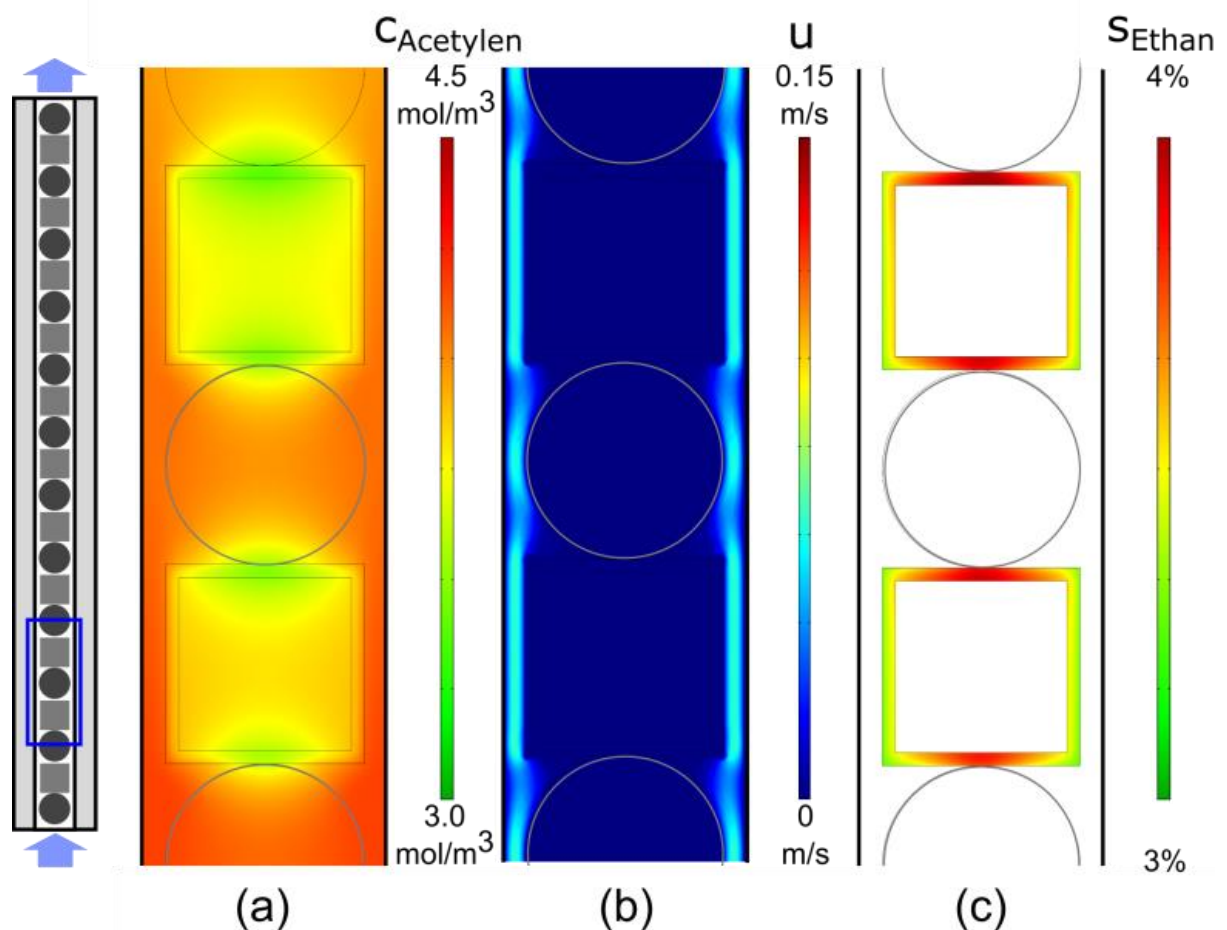 c_Acetylen
4.5
mol/m³
3.0
mol/m³
u
0.15
m/s
0
m/s
S_Ethan
4%
3%
(a)
(b)
(c)